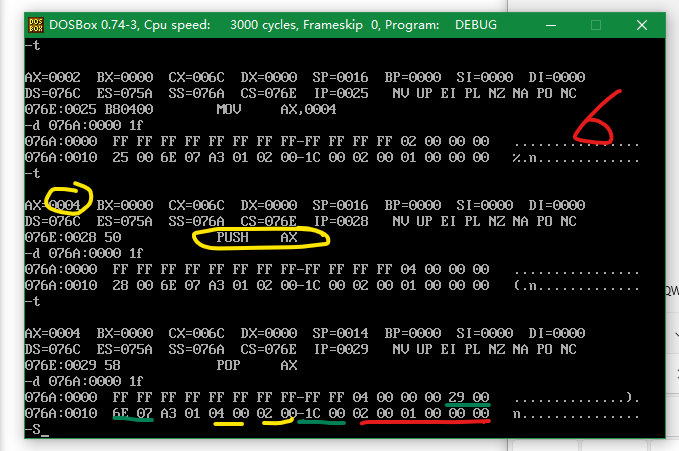 DOSBox 0.74-3, Cpu speed:    3000 cycles, Frameskip  0, Program:    DEBUG
-t
AX=0002  BX=0000  CX=006C  DX=0000  SP=0016  BP=0000  SI=0000  DI=0000
DS=076C  ES=075A  SS=076A  CS=076E  IP=0025   NV UP EI PL NZ NA PO NC
076E:0025 B80400        MOV     AX,0004
-d 076A:0000 1f
076A:0000  FF FF FF FF FF FF FF FF-FF FF FF FF 02 00 00 00   ................
076A:0010  25 00 6E 07 A3 01 02 00-1C 00 02 00 01 00 00 00   %.n.............
-t
6
AX=0004  BX=0000  CX=006C  DX=0000  SP=0016  BP=0000  SI=0000  DI=0000
DS=076C  ES=075A  SS=076A  CS=076E  IP=0028   NV UP EI PL NZ NA PO NC
076E:0028 50            PUSH    AX
-d 076A:0000 1f
076A:0000  FF FF FF FF FF FF FF FF-FF FF FF FF 04 00 00 00   ................
076A:0010  28 00 6E 07 A3 01 02 00-1C 00 02 00 01 00 00 00   (.n.............
-t
AX=0004  BX=0000  CX=006C  DX=0000  SP=0014  BP=0000  SI=0000  DI=0000
DS=076C  ES=075A  SS=076A  CS=076E  IP=0029   NV UP EI PL NZ NA PO NC
076E:0029 58            POP     AX
-d 076A:0000 1f
076A:0000  FF FF FF FF FF FF FF FF-FF FF 04 00 00 00 29 00   ..............).
076A:0010  6E 07 A3 01 04 00 02 00-1C 00 02 00 01 00 00 00   n...............
-S_